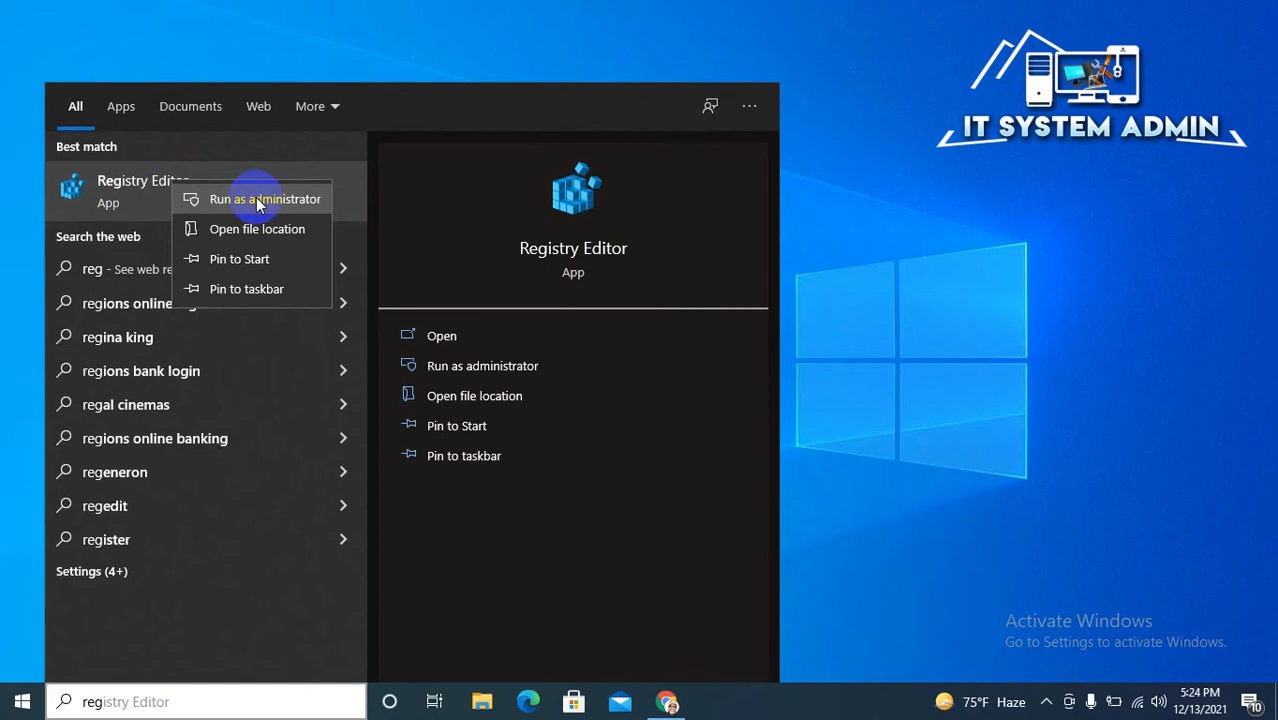 IT SYSTEM ADMIN
All Apps Documents Web More
Best match
Registry Editor
App
Run as administrator
Open file location
Pin to Start
Pin to taskbar
Search the web
reg - See web re
regions online
regina king
regions bank login
regal cinemas
regions online banking
regeneron
regedit
register
Settings (4+)
Registry Editor
App
Open
Run as administrator
Open file location
Pin to Start
Pin to taskbar
Activate Windows
Go to Settings to activate Windows.
registry Editor
75°F Haze
5:24 PM
12/13/2021
10